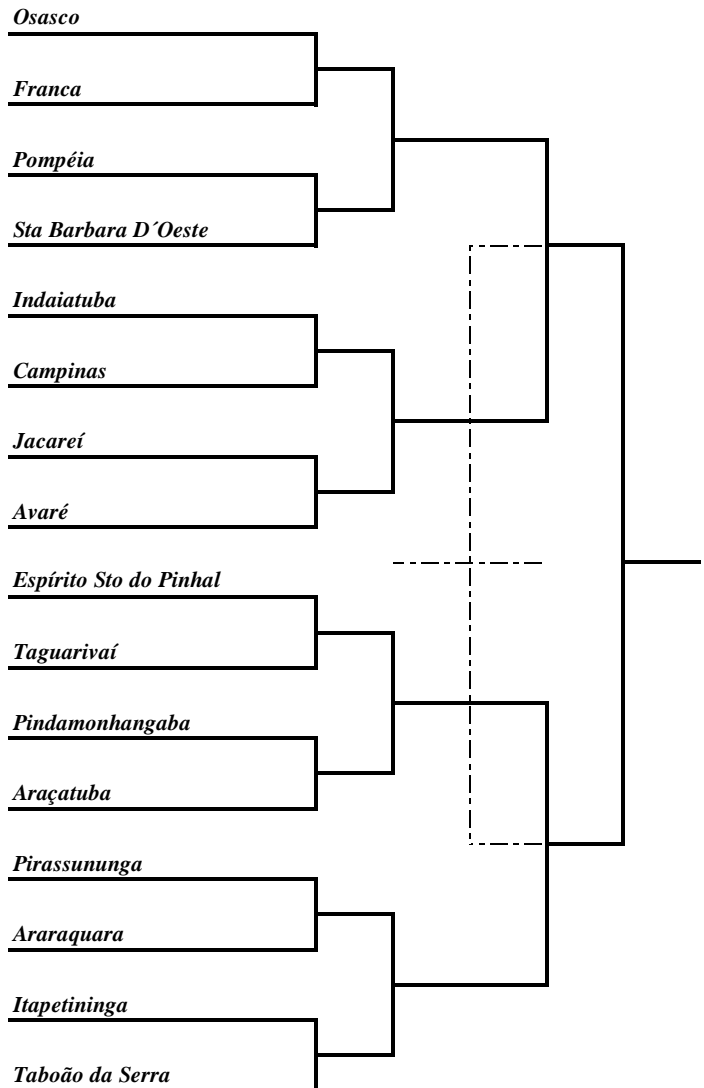 Osasco
Franca
Pompéia
Sta Barbara D´Oeste
Indaiatuba
Campinas
Jacareí
Avaré
Espírito Sto do Pinhal
Taguarivaí
Pindamonhangaba
Araçatuba
Pirassununga
Araraquara
Itapetininga
Taboão da Serra